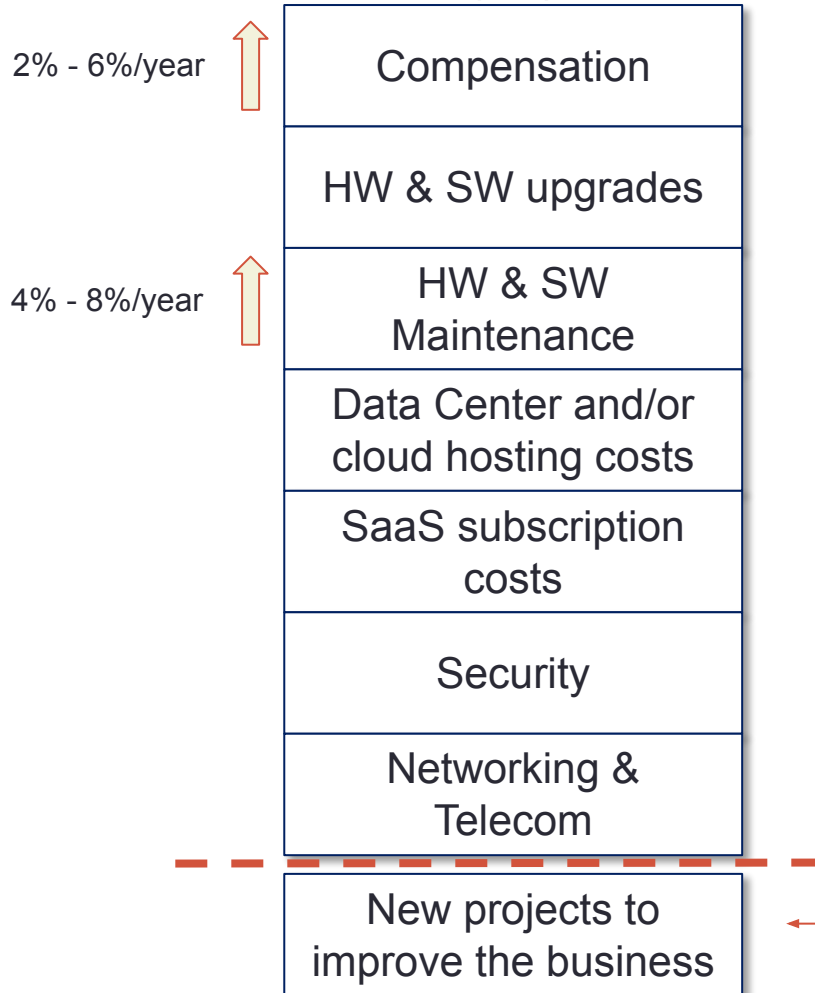 2% - 6%/year
Compensation
HW & SW upgrades
4% - 8%/year
HW & SW
Maintenance
Data Center and/or
cloud hosting costs
SaaS subscription
costs
Security
Networking &
Telecom
New projects to
improve the business